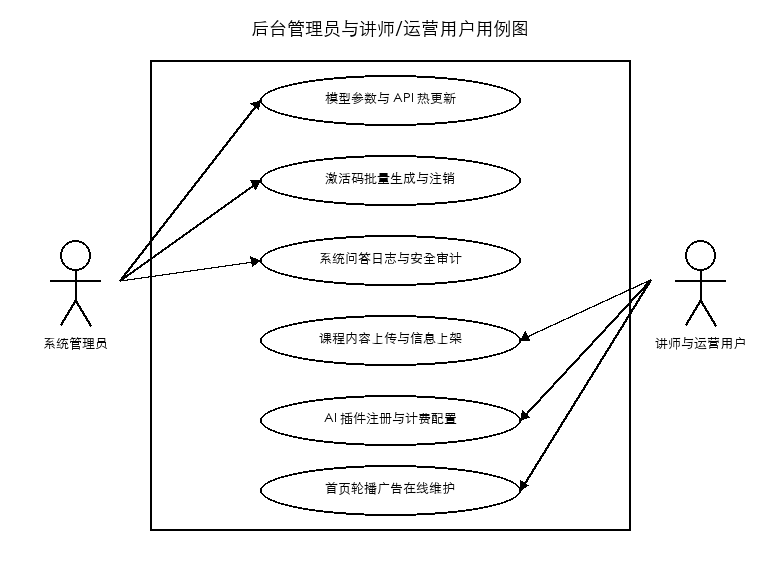 后台管理员与讲师/运营用户用例图
模型参数与 API 热更新
激活码批量生成与注销
系统问答日志与安全审计
课程内容上传与信息上架
AI 插件注册与计费配置
首页轮播广告在线维护
系统管理员
讲师与运营用户